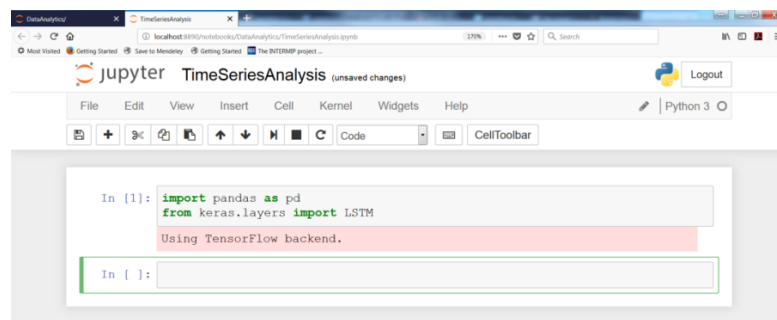 DataAnalytics/
TimeSeriesAnalysis
localhost:8890/notebooks/DataAnalytics/TimeSeriesAnalysis.ipynb
170%
Search
Most Visited Getting Started Save to Mendeley Getting Started The INTERMIP project...
jupyter TimeSeriesAnalysis (unsaved changes)
Logout
File Edit View Insert Cell Kernel Widgets Help
Python 3
Code
CellToolbar
In [1]: import pandas as pd
from keras.layers import LSTM
Using TensorFlow backend.
In [ ]: